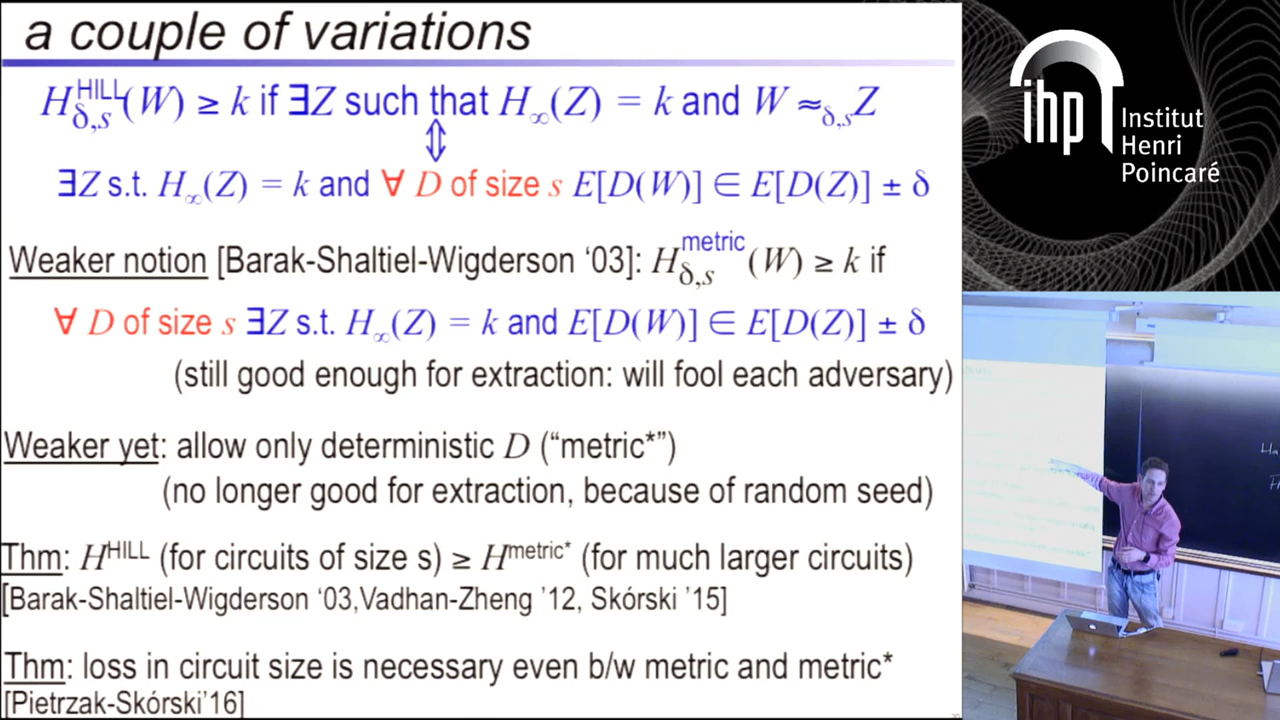 a couple of variations
H^HILL_δ,s(W) ≥ k if ∃Z such that H_∞(Z) = k and W ≈_δ,s Z
⇕
∃Z s.t. H_∞(Z) = k and ∀ D of size s E[D(W)] ∈ E[D(Z)] ± δ
Weaker notion [Barak-Shaltiel-Wigderson ‘03]: H^metric_δ,s(W) ≥ k if
∀ D of size s ∃Z s.t. H_∞(Z) = k and E[D(W)] ∈ E[D(Z)] ± δ
(still good enough for extraction: will fool each adversary)
Weaker yet: allow only deterministic D (“metric*”)
(no longer good for extraction, because of random seed)
Thm: H^HILL (for circuits of size s) ≥ H^metric* (for much larger circuits)
[Barak-Shaltiel-Wigderson ‘03,Vadhan-Zheng ’12, Skórski ’15]
Thm: loss in circuit size is necessary even b/w metric and metric*
[Pietrzak-Skórski’16]
ihp
Institut
Henri
Poincaré